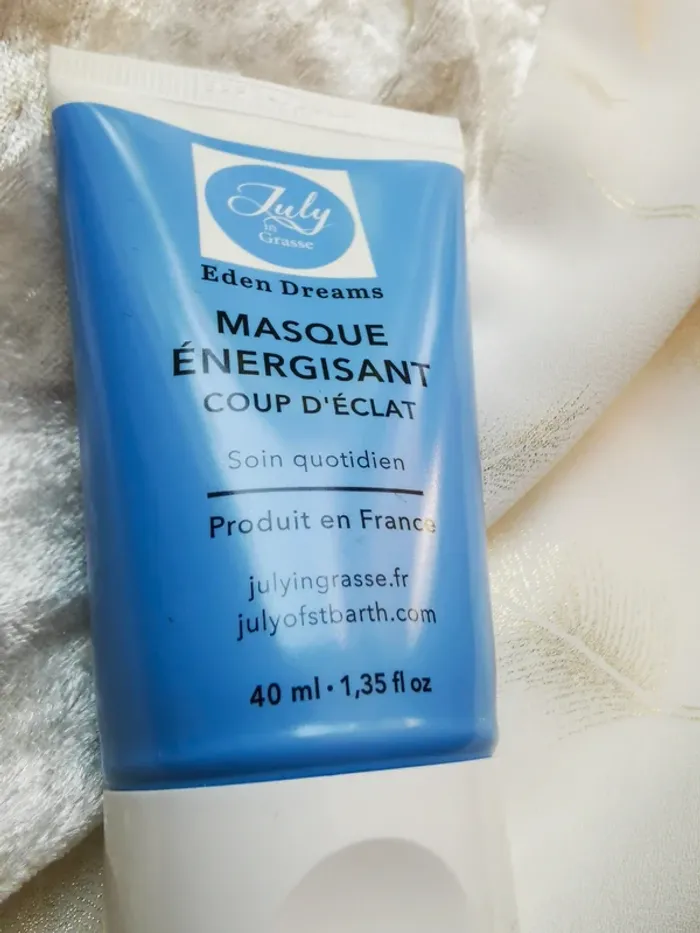 July
in
Grasse
Eden Dreams
MASQUE
ÉNERGISANT
COUP D'ÉCLAT
Soin quotidien
Produit en France
julyingrasse.fr
julyofstbarth.com
40 ml · 1,35 fl oz